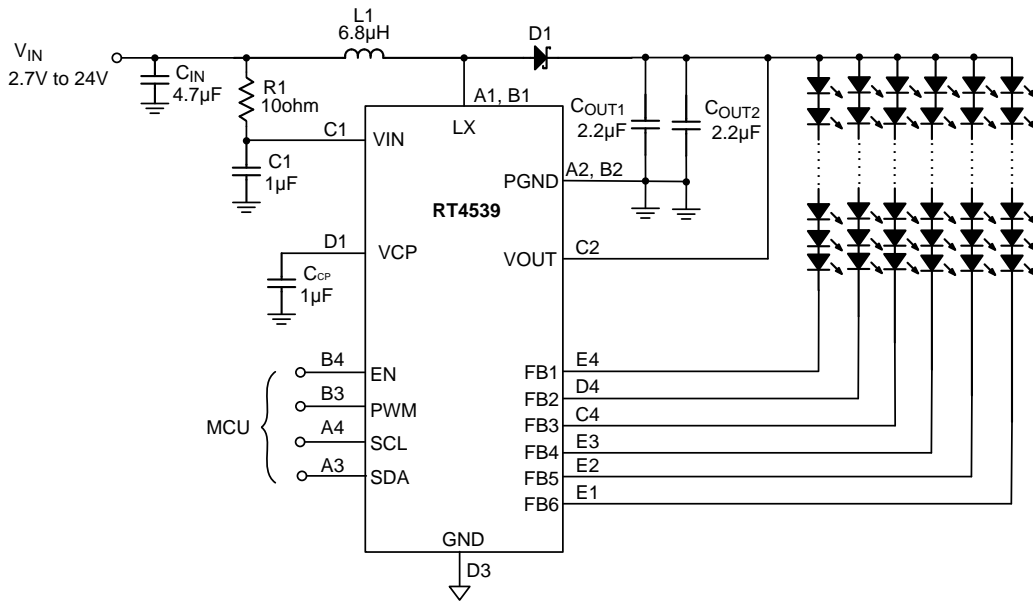 L1
6.8µH
D1
VIN
2.7V to 24V
CIN
4.7µF
R1
10ohm
A1, B1
LX
COUT1
2.2µF
COUT2
2.2µF
C1
VIN
C1
1µF
A2, B2
PGND
RT4539
D1
VCP
C2
VOUT
CCP
1µF
B4
EN
B3
PWM
MCU
A4
SCL
A3
SDA
E4
FB1
D4
FB2
C4
FB3
E3
FB4
E2
FB5
E1
FB6
GND
D3